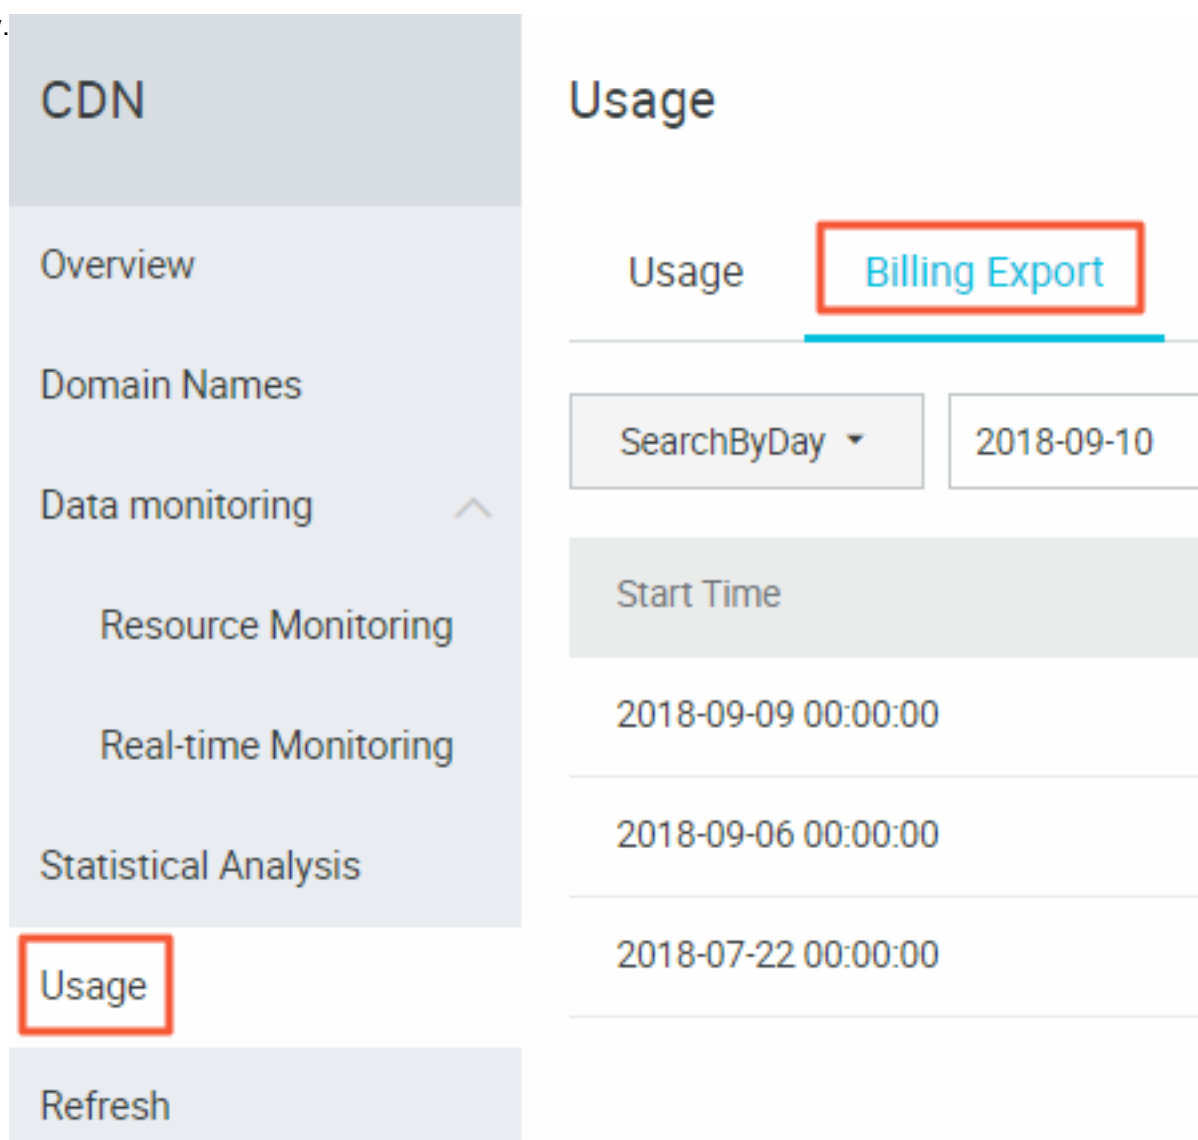 CDN
Overview
Domain Names
Data monitoring
Resource Monitoring
Real-time Monitoring
Statistical Analysis
Usage
Refresh
Usage
Usage Billing Export
SearchByDay 2018-09-10
Start Time
2018-09-09 00:00:00
2018-09-06 00:00:00
2018-07-22 00:00:00